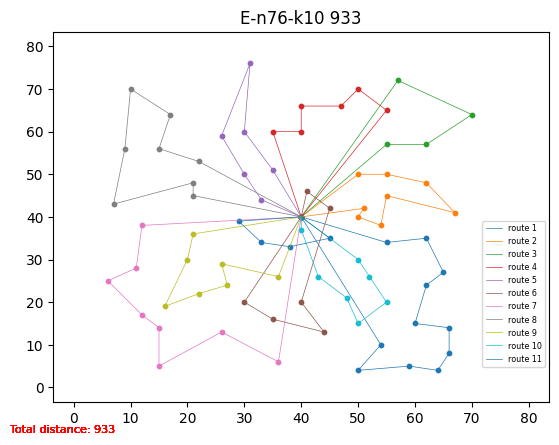 E-n76-k10 933
80
70
60
50
40
30
20
10
0
0 10 20 30 40 50 60 70 80
route 1
route 2
route 3
route 4
route 5
route 6
route 7
route 8
route 9
route 10
route 11
Total distance: 933